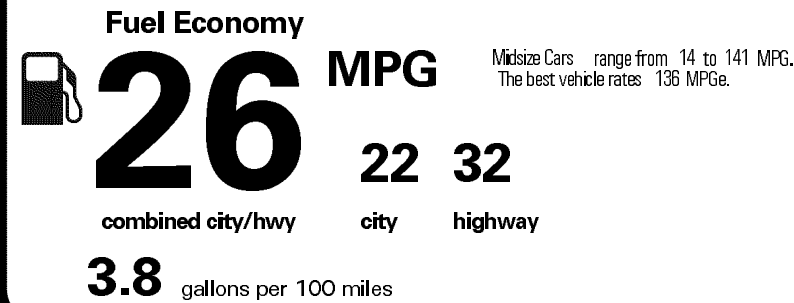 Fuel Economy
26 MPG
Midsize Cars range from 14 to 141 MPG.
The best vehicle rates 136 MPGe.
22 32
combined city/hwy city highway
3.8 gallons per 100 miles